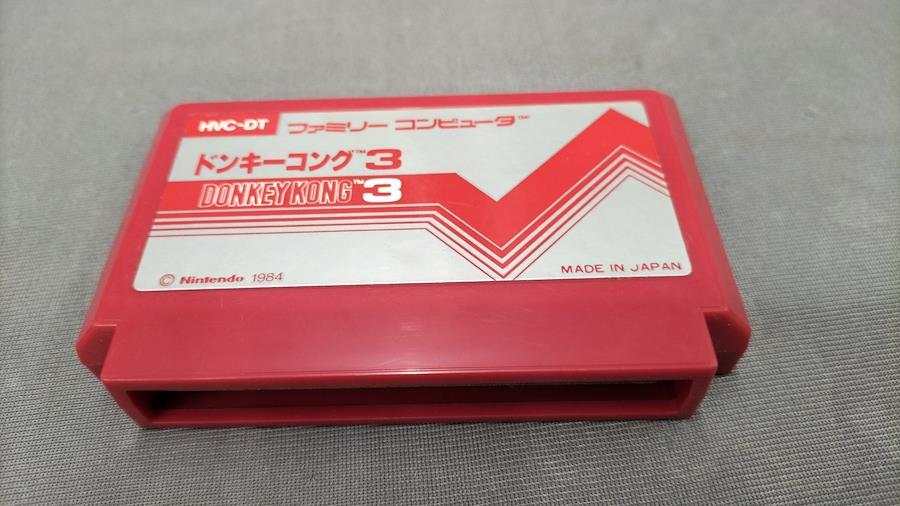 HVC-DT ファミリー コンピュータ™
ドンキーコング™3
DONKEY KONG™3
© Nintendo 1984
MADE IN JAPAN